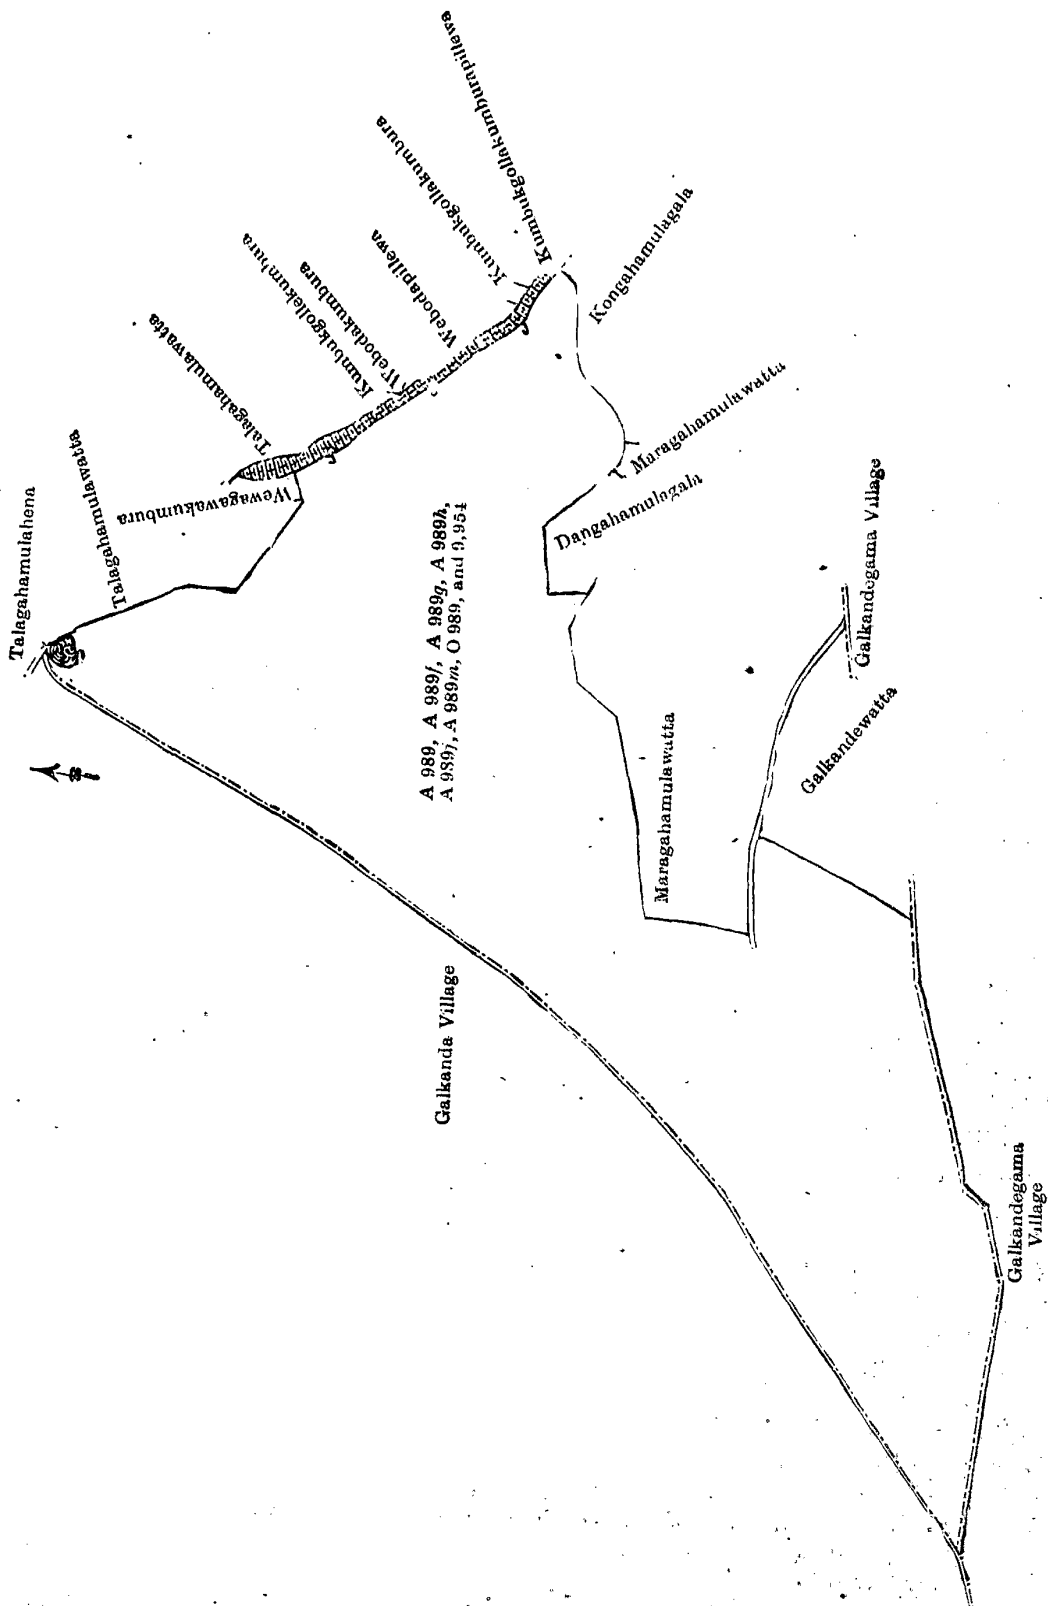 Talagahamulahena
Talagahamulawatta
Wewagawakumbura
Talagahamulawatta
Kumbukgollekumbura
Webodakumbura
Webodapillewa
Kumbukgollakumbura
Kumbukgollakumburapillewa
Kongahamulagala
Maragahamulawatta
Dangahamulagala
A 989, A 989f, A 989g, A 989h,
A 989j, A 989m, O 989, and 9,954
Maragahamulawatta
Galkandegama Village
Galkandewatta
Galkanda Village
Galkandegama
Village